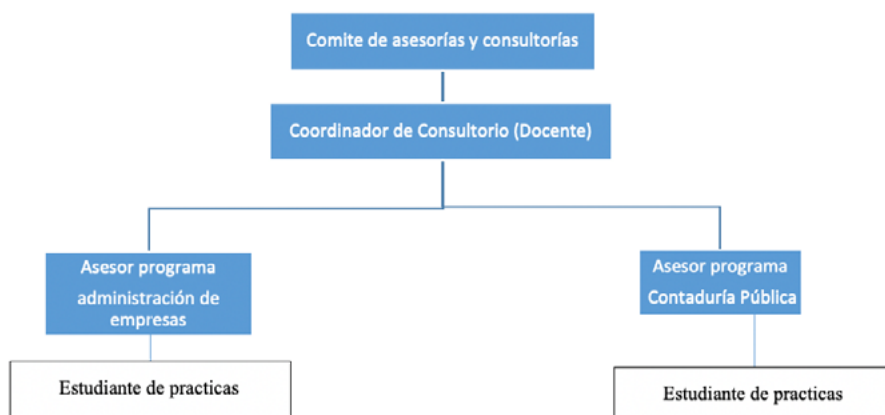 Comite de asesorías y consultorías
Coordinador de Consultorio (Docente)
Asesor programa
administración de
empresas
Asesor programa
Contaduría Pública
Estudiante de practicas
Estudiante de practicas